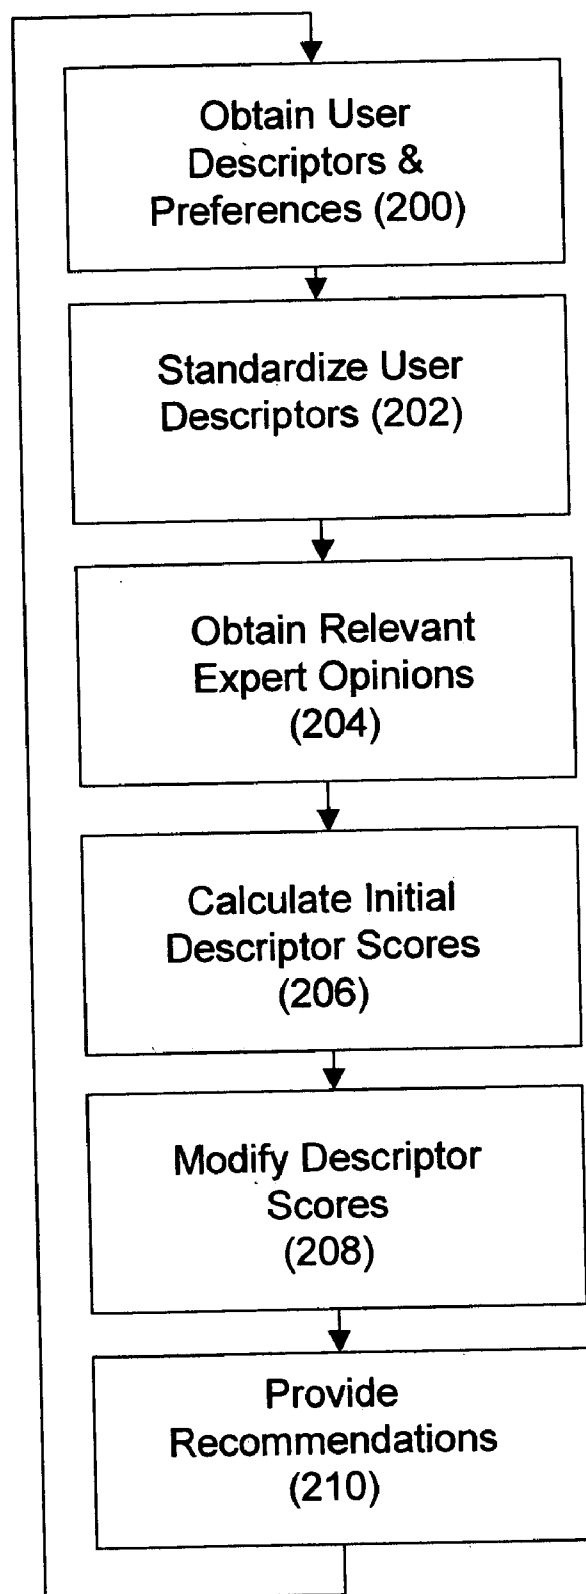 Obtain User
Descriptors &
Preferences (200)
Standardize User
Descriptors (202)
Obtain Relevant
Expert Opinions
(204)
Calculate Initial
Descriptor Scores
(206)
Modify Descriptor
Scores
(208)
Provide
Recommendations
(210)